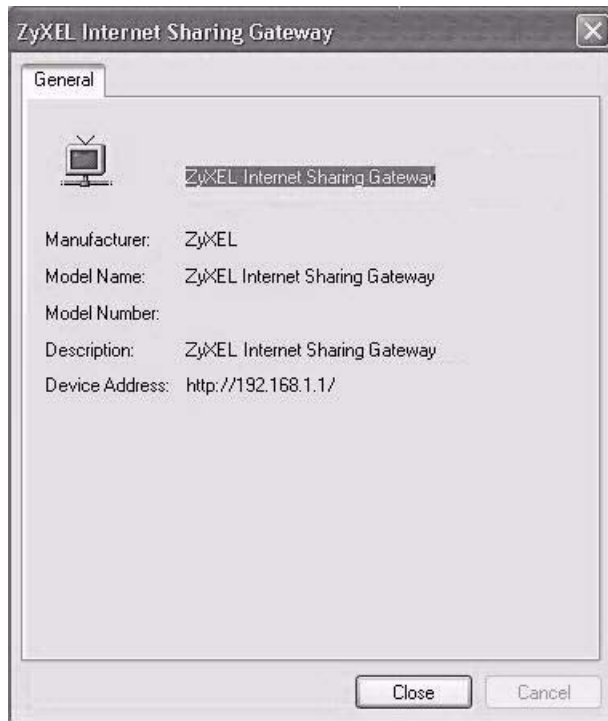 ZyXEL Internet Sharing Gateway
General
ZyXEL Internet Sharing Gateway
Manufacturer: ZyXEL
Model Name: ZyXEL Internet Sharing Gateway
Model Number:
Description: ZyXEL Internet Sharing Gateway
Device Address: http://192.168.1.1/
Close Cancel